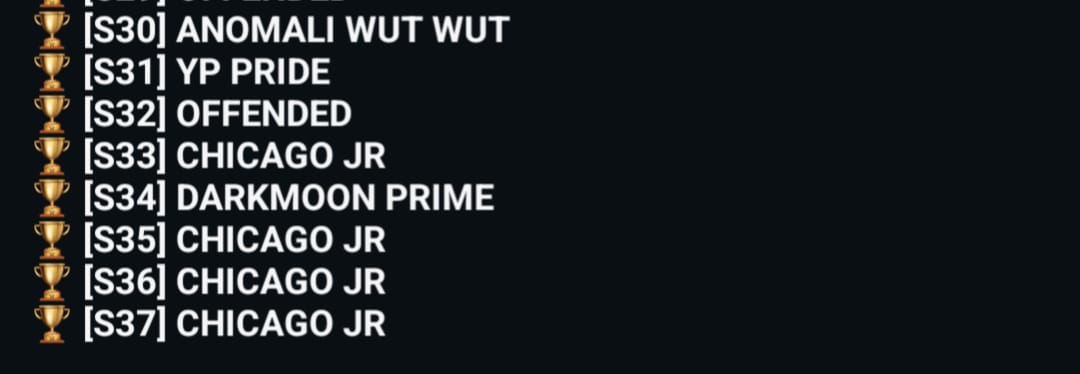 🏆 [S30] ANOMALI WUT WUT
🏆 [S31] YP PRIDE
🏆 [S32] OFFENDED
🏆 [S33] CHICAGO JR
🏆 [S34] DARKMOON PRIME
🏆 [S35] CHICAGO JR
🏆 [S36] CHICAGO JR
🏆 [S37] CHICAGO JR